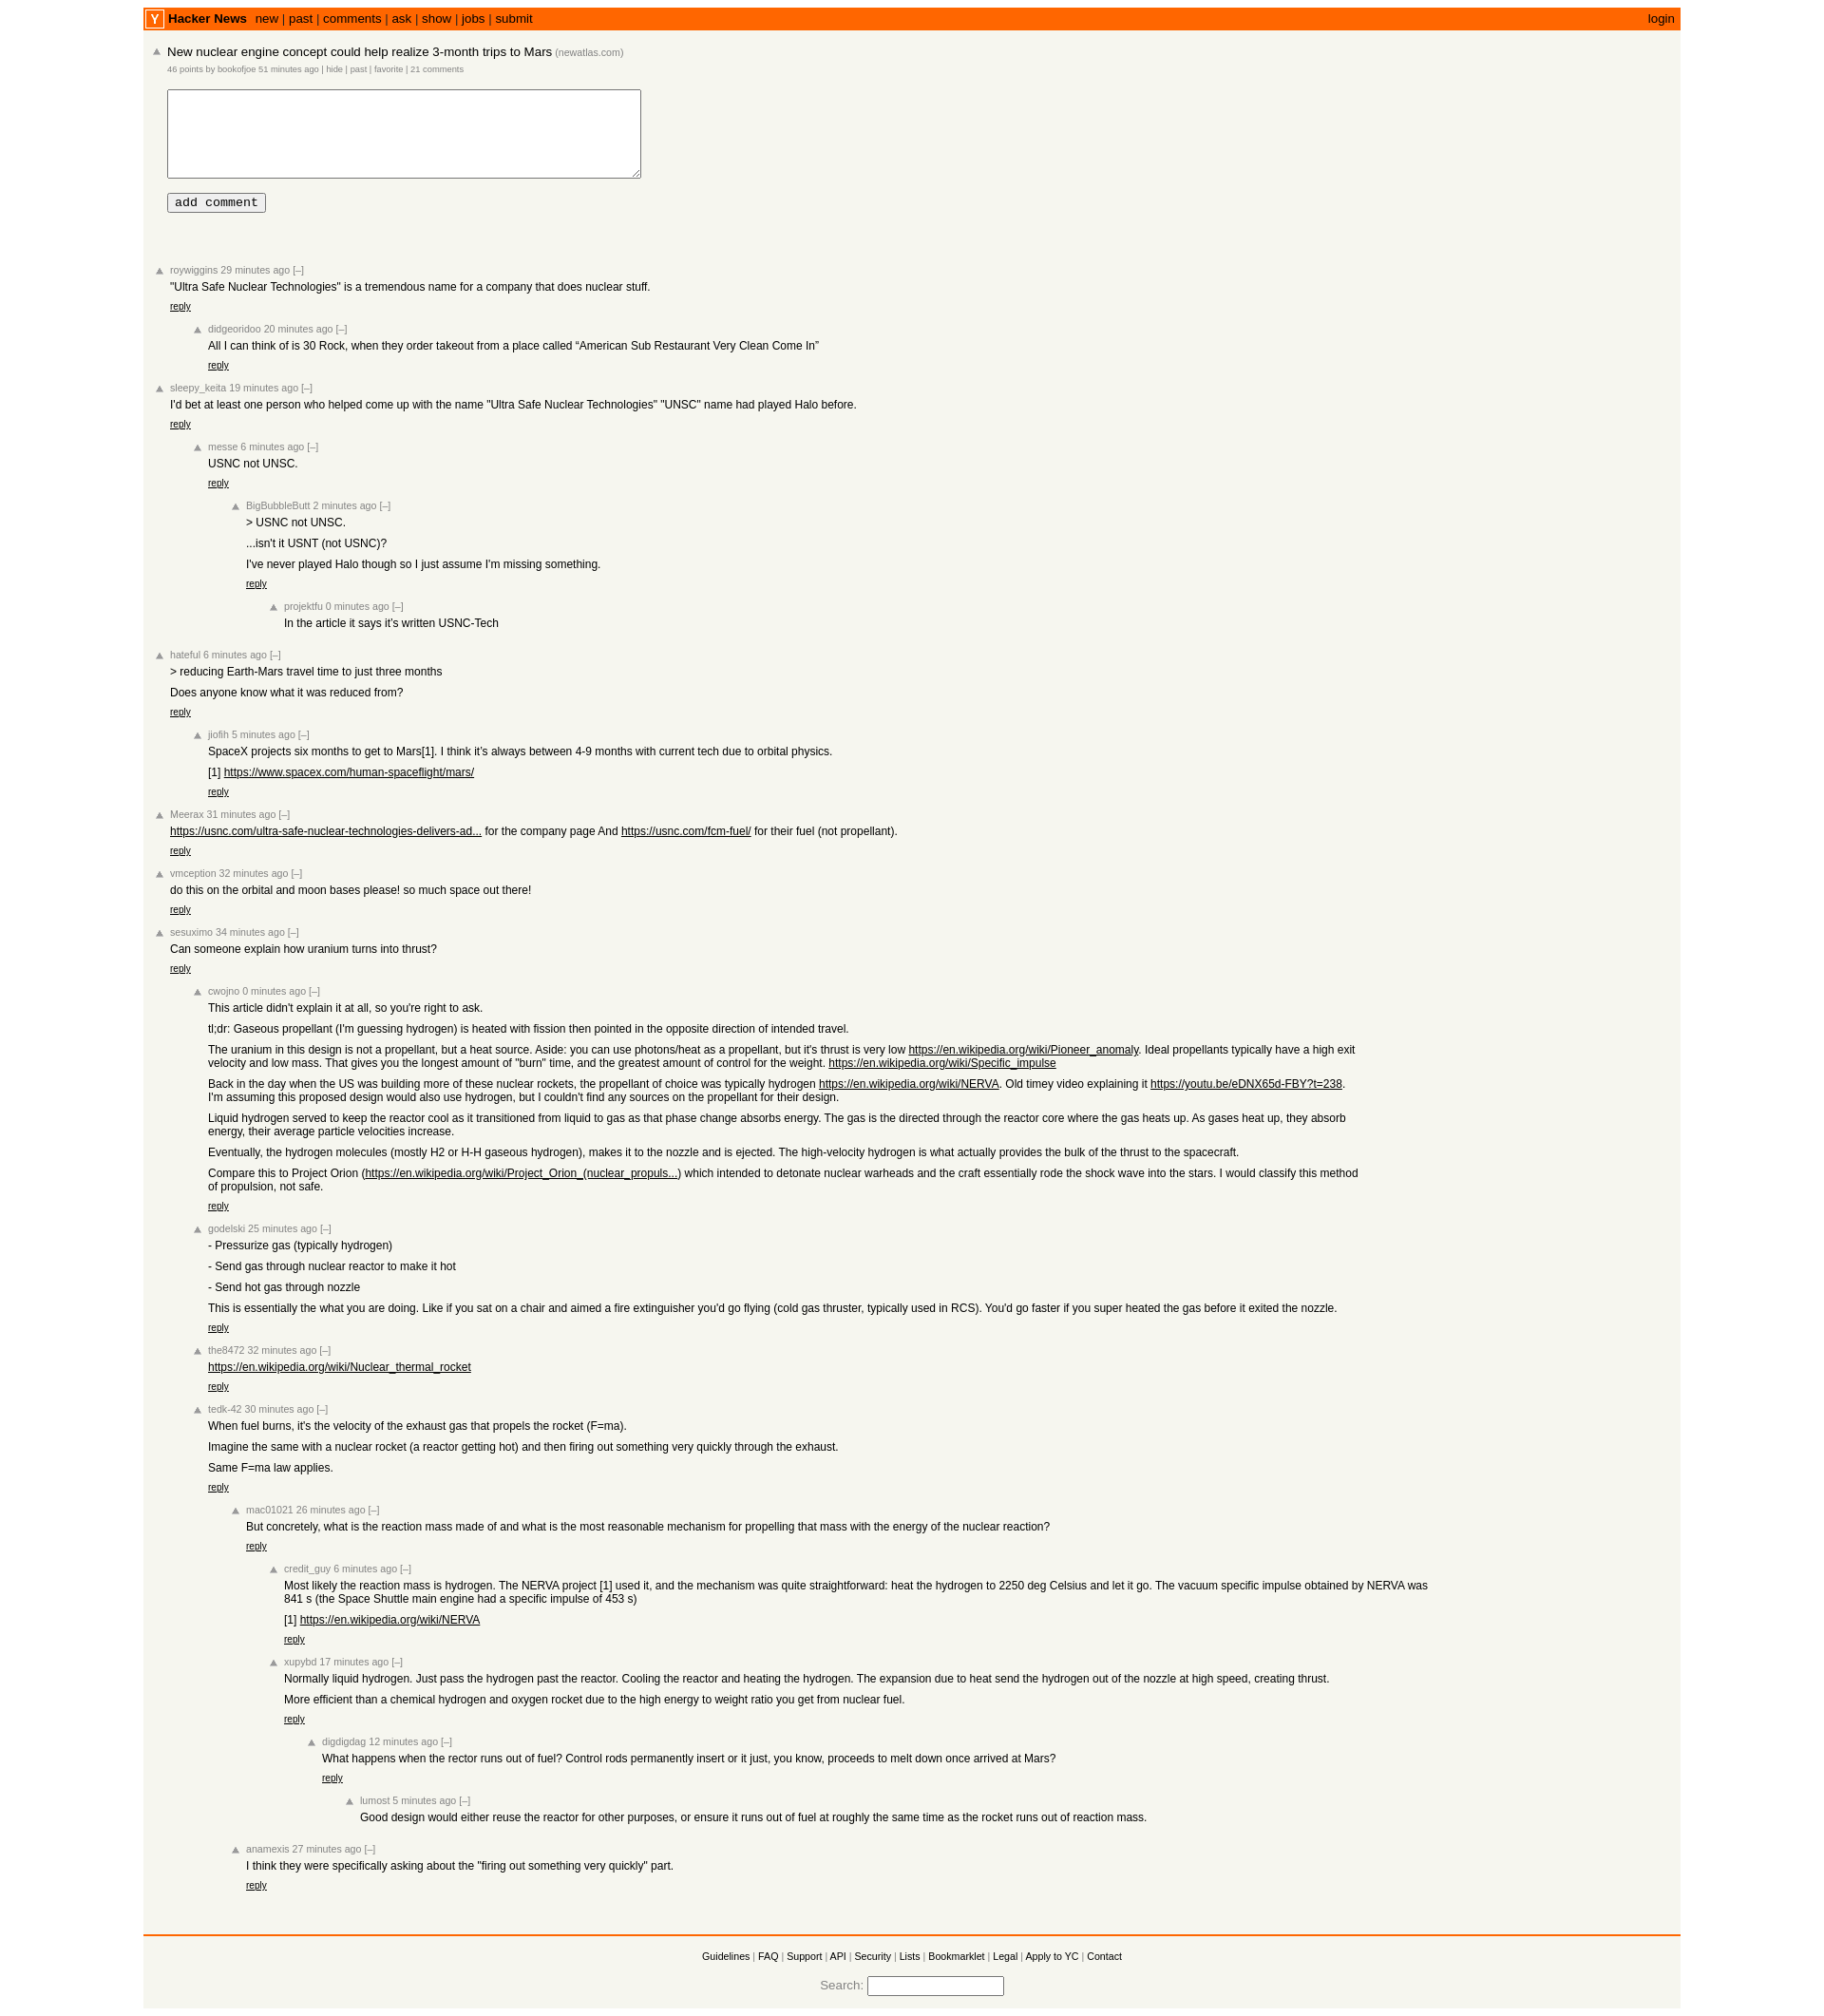 Y Hacker News new | past | comments | ask | show | jobs | submit login
New nuclear engine concept could help realize 3-month trips to Mars (newatlas.com)
46 points by bookofjoe 51 minutes ago | hide | past | favorite | 21 comments
add comment
roywiggins 29 minutes ago [–]
"Ultra Safe Nuclear Technologies" is a tremendous name for a company that does nuclear stuff.
reply
didgeoridoo 20 minutes ago [–]
All I can think of is 30 Rock, when they order takeout from a place called “American Sub Restaurant Very Clean Come In”
reply
sleepy_keita 19 minutes ago [–]
I'd bet at least one person who helped come up with the name "Ultra Safe Nuclear Technologies" "UNSC" name had played Halo before.
reply
messe 6 minutes ago [–]
USNC not UNSC.
reply
BigBubbleButt 2 minutes ago [–]
> USNC not UNSC.
...isn't it USNT (not USNC)?
I've never played Halo though so I just assume I'm missing something.
reply
projektfu 0 minutes ago [–]
In the article it says it's written USNC-Tech
hateful 6 minutes ago [–]
> reducing Earth-Mars travel time to just three months
Does anyone know what it was reduced from?
reply
jiofih 5 minutes ago [–]
SpaceX projects six months to get to Mars[1]. I think it's always between 4-9 months with current tech due to orbital physics.
[1] https://www.spacex.com/human-spaceflight/mars/
reply
Meerax 31 minutes ago [–]
https://usnc.com/ultra-safe-nuclear-technologies-delivers-ad... for the company page And https://usnc.com/fcm-fuel/ for their fuel (not propellant).
reply
vmception 32 minutes ago [–]
do this on the orbital and moon bases please! so much space out there!
reply
sesuximo 34 minutes ago [–]
Can someone explain how uranium turns into thrust?
reply
cwojno 0 minutes ago [–]
This article didn't explain it at all, so you're right to ask.
tl;dr: Gaseous propellant (I'm guessing hydrogen) is heated with fission then pointed in the opposite direction of intended travel.
The uranium in this design is not a propellant, but a heat source. Aside: you can use photons/heat as a propellant, but it's thrust is very low https://en.wikipedia.org/wiki/Pioneer_anomaly. Ideal propellants typically have a high exit
velocity and low mass. That gives you the longest amount of "burn" time, and the greatest amount of control for the weight. https://en.wikipedia.org/wiki/Specific_impulse
Back in the day when the US was building more of these nuclear rockets, the propellant of choice was typically hydrogen https://en.wikipedia.org/wiki/NERVA. Old timey video explaining it https://youtu.be/eDNX65d-FBY?t=238.
I'm assuming this proposed design would also use hydrogen, but I couldn't find any sources on the propellant for their design.
Liquid hydrogen served to keep the reactor cool as it transitioned from liquid to gas as that phase change absorbs energy. The gas is the directed through the reactor core where the gas heats up. As gases heat up, they absorb
energy, their average particle velocities increase.
Eventually, the hydrogen molecules (mostly H2 or H-H gaseous hydrogen), makes it to the nozzle and is ejected. The high-velocity hydrogen is what actually provides the bulk of the thrust to the spacecraft.
Compare this to Project Orion (https://en.wikipedia.org/wiki/Project_Orion_(nuclear_propuls...) which intended to detonate nuclear warheads and the craft essentially rode the shock wave into the stars. I would classify this method
of propulsion, not safe.
reply
godelski 25 minutes ago [–]
- Pressurize gas (typically hydrogen)
- Send gas through nuclear reactor to make it hot
- Send hot gas through nozzle
This is essentially the what you are doing. Like if you sat on a chair and aimed a fire extinguisher you'd go flying (cold gas thruster, typically used in RCS). You'd go faster if you super heated the gas before it exited the nozzle.
reply
the8472 32 minutes ago [–]
https://en.wikipedia.org/wiki/Nuclear_thermal_rocket
reply
tedk-42 30 minutes ago [–]
When fuel burns, it's the velocity of the exhaust gas that propels the rocket (F=ma).
Imagine the same with a nuclear rocket (a reactor getting hot) and then firing out something very quickly through the exhaust.
Same F=ma law applies.
reply
mac01021 26 minutes ago [–]
But concretely, what is the reaction mass made of and what is the most reasonable mechanism for propelling that mass with the energy of the nuclear reaction?
reply
credit_guy 6 minutes ago [–]
Most likely the reaction mass is hydrogen. The NERVA project [1] used it, and the mechanism was quite straightforward: heat the hydrogen to 2250 deg Celsius and let it go. The vacuum specific impulse obtained by NERVA was
841 s (the Space Shuttle main engine had a specific impulse of 453 s)
[1] https://en.wikipedia.org/wiki/NERVA
reply
xupybd 17 minutes ago [–]
Normally liquid hydrogen. Just pass the hydrogen past the reactor. Cooling the reactor and heating the hydrogen. The expansion due to heat send the hydrogen out of the nozzle at high speed, creating thrust.
More efficient than a chemical hydrogen and oxygen rocket due to the high energy to weight ratio you get from nuclear fuel.
reply
digdigdag 12 minutes ago [–]
What happens when the rector runs out of fuel? Control rods permanently insert or it just, you know, proceeds to melt down once arrived at Mars?
reply
lumost 5 minutes ago [–]
Good design would either reuse the reactor for other purposes, or ensure it runs out of fuel at roughly the same time as the rocket runs out of reaction mass.
anamexis 27 minutes ago [–]
I think they were specifically asking about the "firing out something very quickly" part.
reply
Guidelines | FAQ | Support | API | Security | Lists | Bookmarklet | Legal | Apply to YC | Contact
Search: